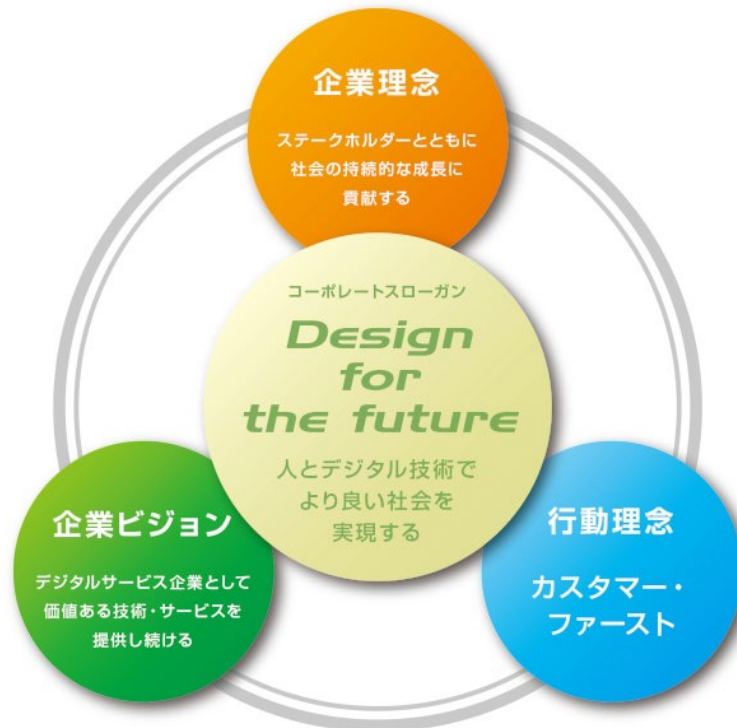 企業理念
ステークホルダーとともに
社会の持続的な成長に
貢献する
コーポレートスローガン
Design
for
the future
人とデジタル技術で
より良い社会を
実現する
企業ビジョン
デジタルサービス企業として
価値ある技術・サービスを
提供し続ける
行動理念
カスタマー・
ファースト